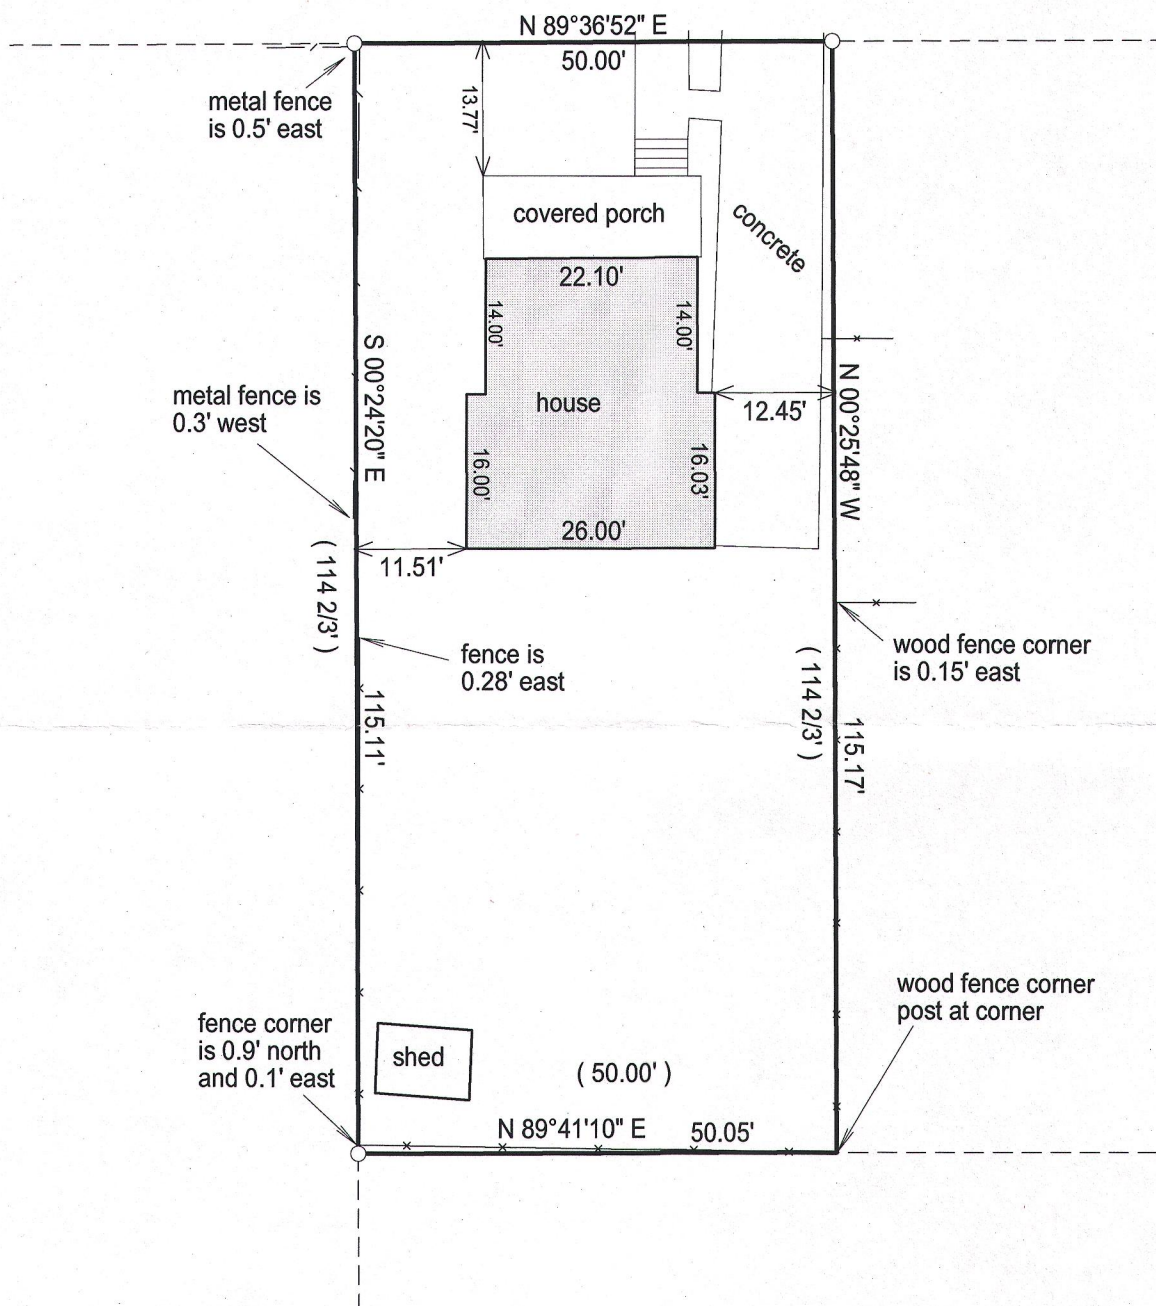 N 89°36'52" E
50.00'
metal fence
is 0.5' east
13.77'
covered porch
concrete
22.10'
14.00'
14.00'
S 00°24'20" E
N 00°25'48" W
metal fence is
0.3' west
house
12.45'
16.00'
16.03'
26.00'
11.51'
( 114 2/3' )
fence is
0.28' east
wood fence corner
is 0.15' east
( 114 2/3' )
115.11'
115.17'
wood fence corner
post at corner
fence corner
is 0.9' north
and 0.1' east
shed
( 50.00' )
N 89°41'10" E
50.05'